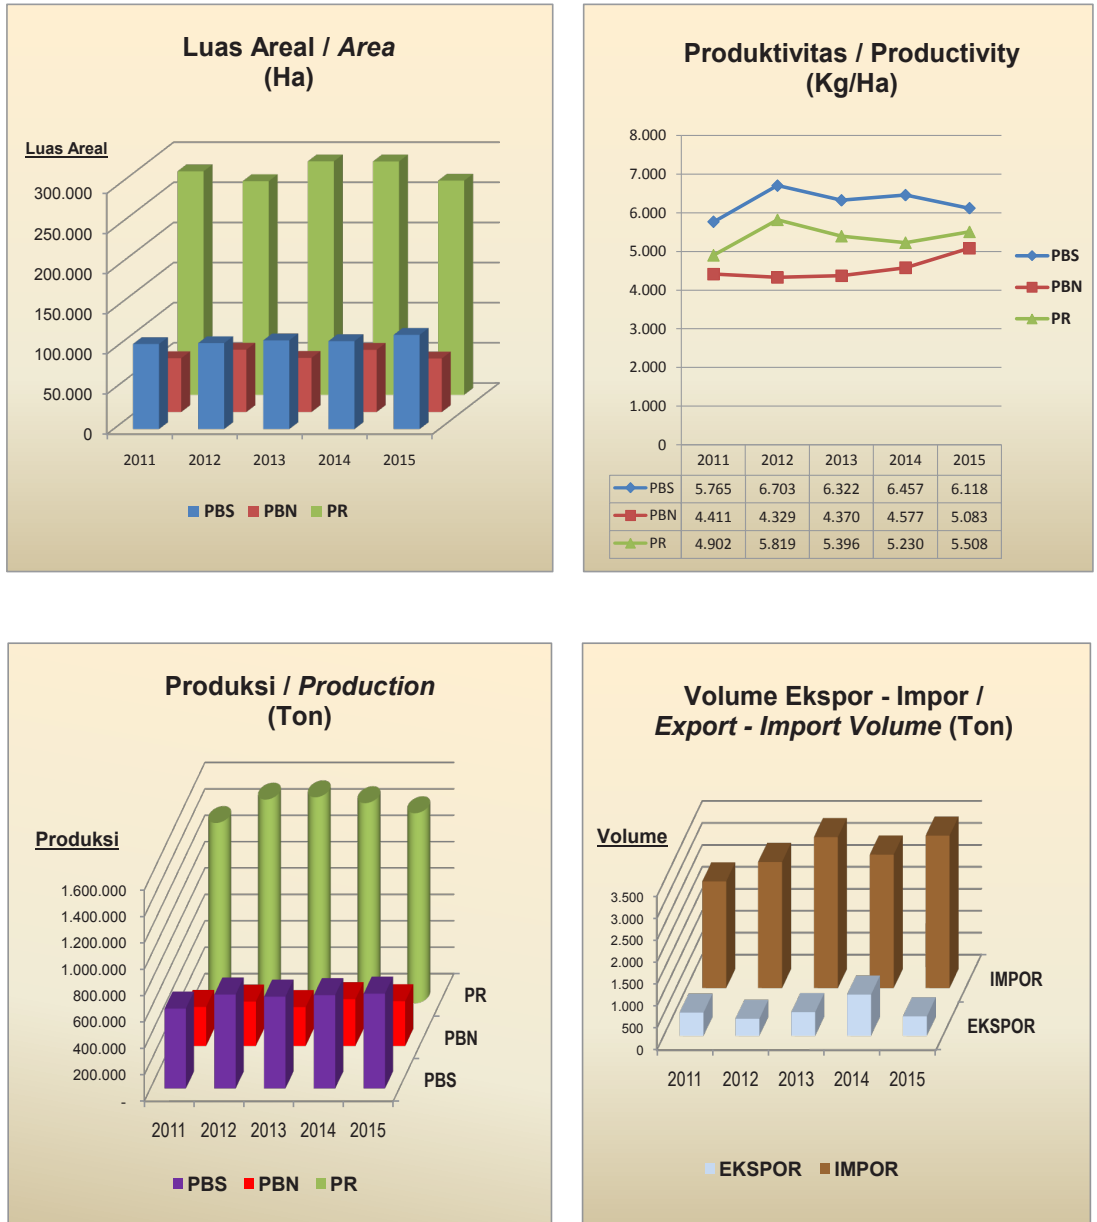 Luas Areal / Area
(Ha)
Luas Areal
300.000
250.000
200.000
150.000
100.000
50.000
0
2011 2012 2013 2014 2015
PBS PBN PR
Produktivitas / Productivity
(Kg/Ha)
8.000
7.000
6.000
5.000
4.000
3.000
2.000
1.000
0
PBS
PBN
PR
2011 2012 2013 2014 2015
PBS 5.765 6.703 6.322 6.457 6.118
PBN 4.411 4.329 4.370 4.577 5.083
PR 4.902 5.819 5.396 5.230 5.508
Produksi / Production
(Ton)
Produksi
1.600.000
1.400.000
1.200.000
1.000.000
800.000
600.000
400.000
200.000
-
PR
PBN
PBS
2011 2012 2013 2014 2015
PBS PBN PR
Volume Ekspor - Impor /
Export - Import Volume (Ton)
Volume
3.500
3.000
2.500
2.000
1.500
1.000
500
0
IMPOR
EKSPOR
2011 2012 2013 2014 2015
EKSPOR IMPOR